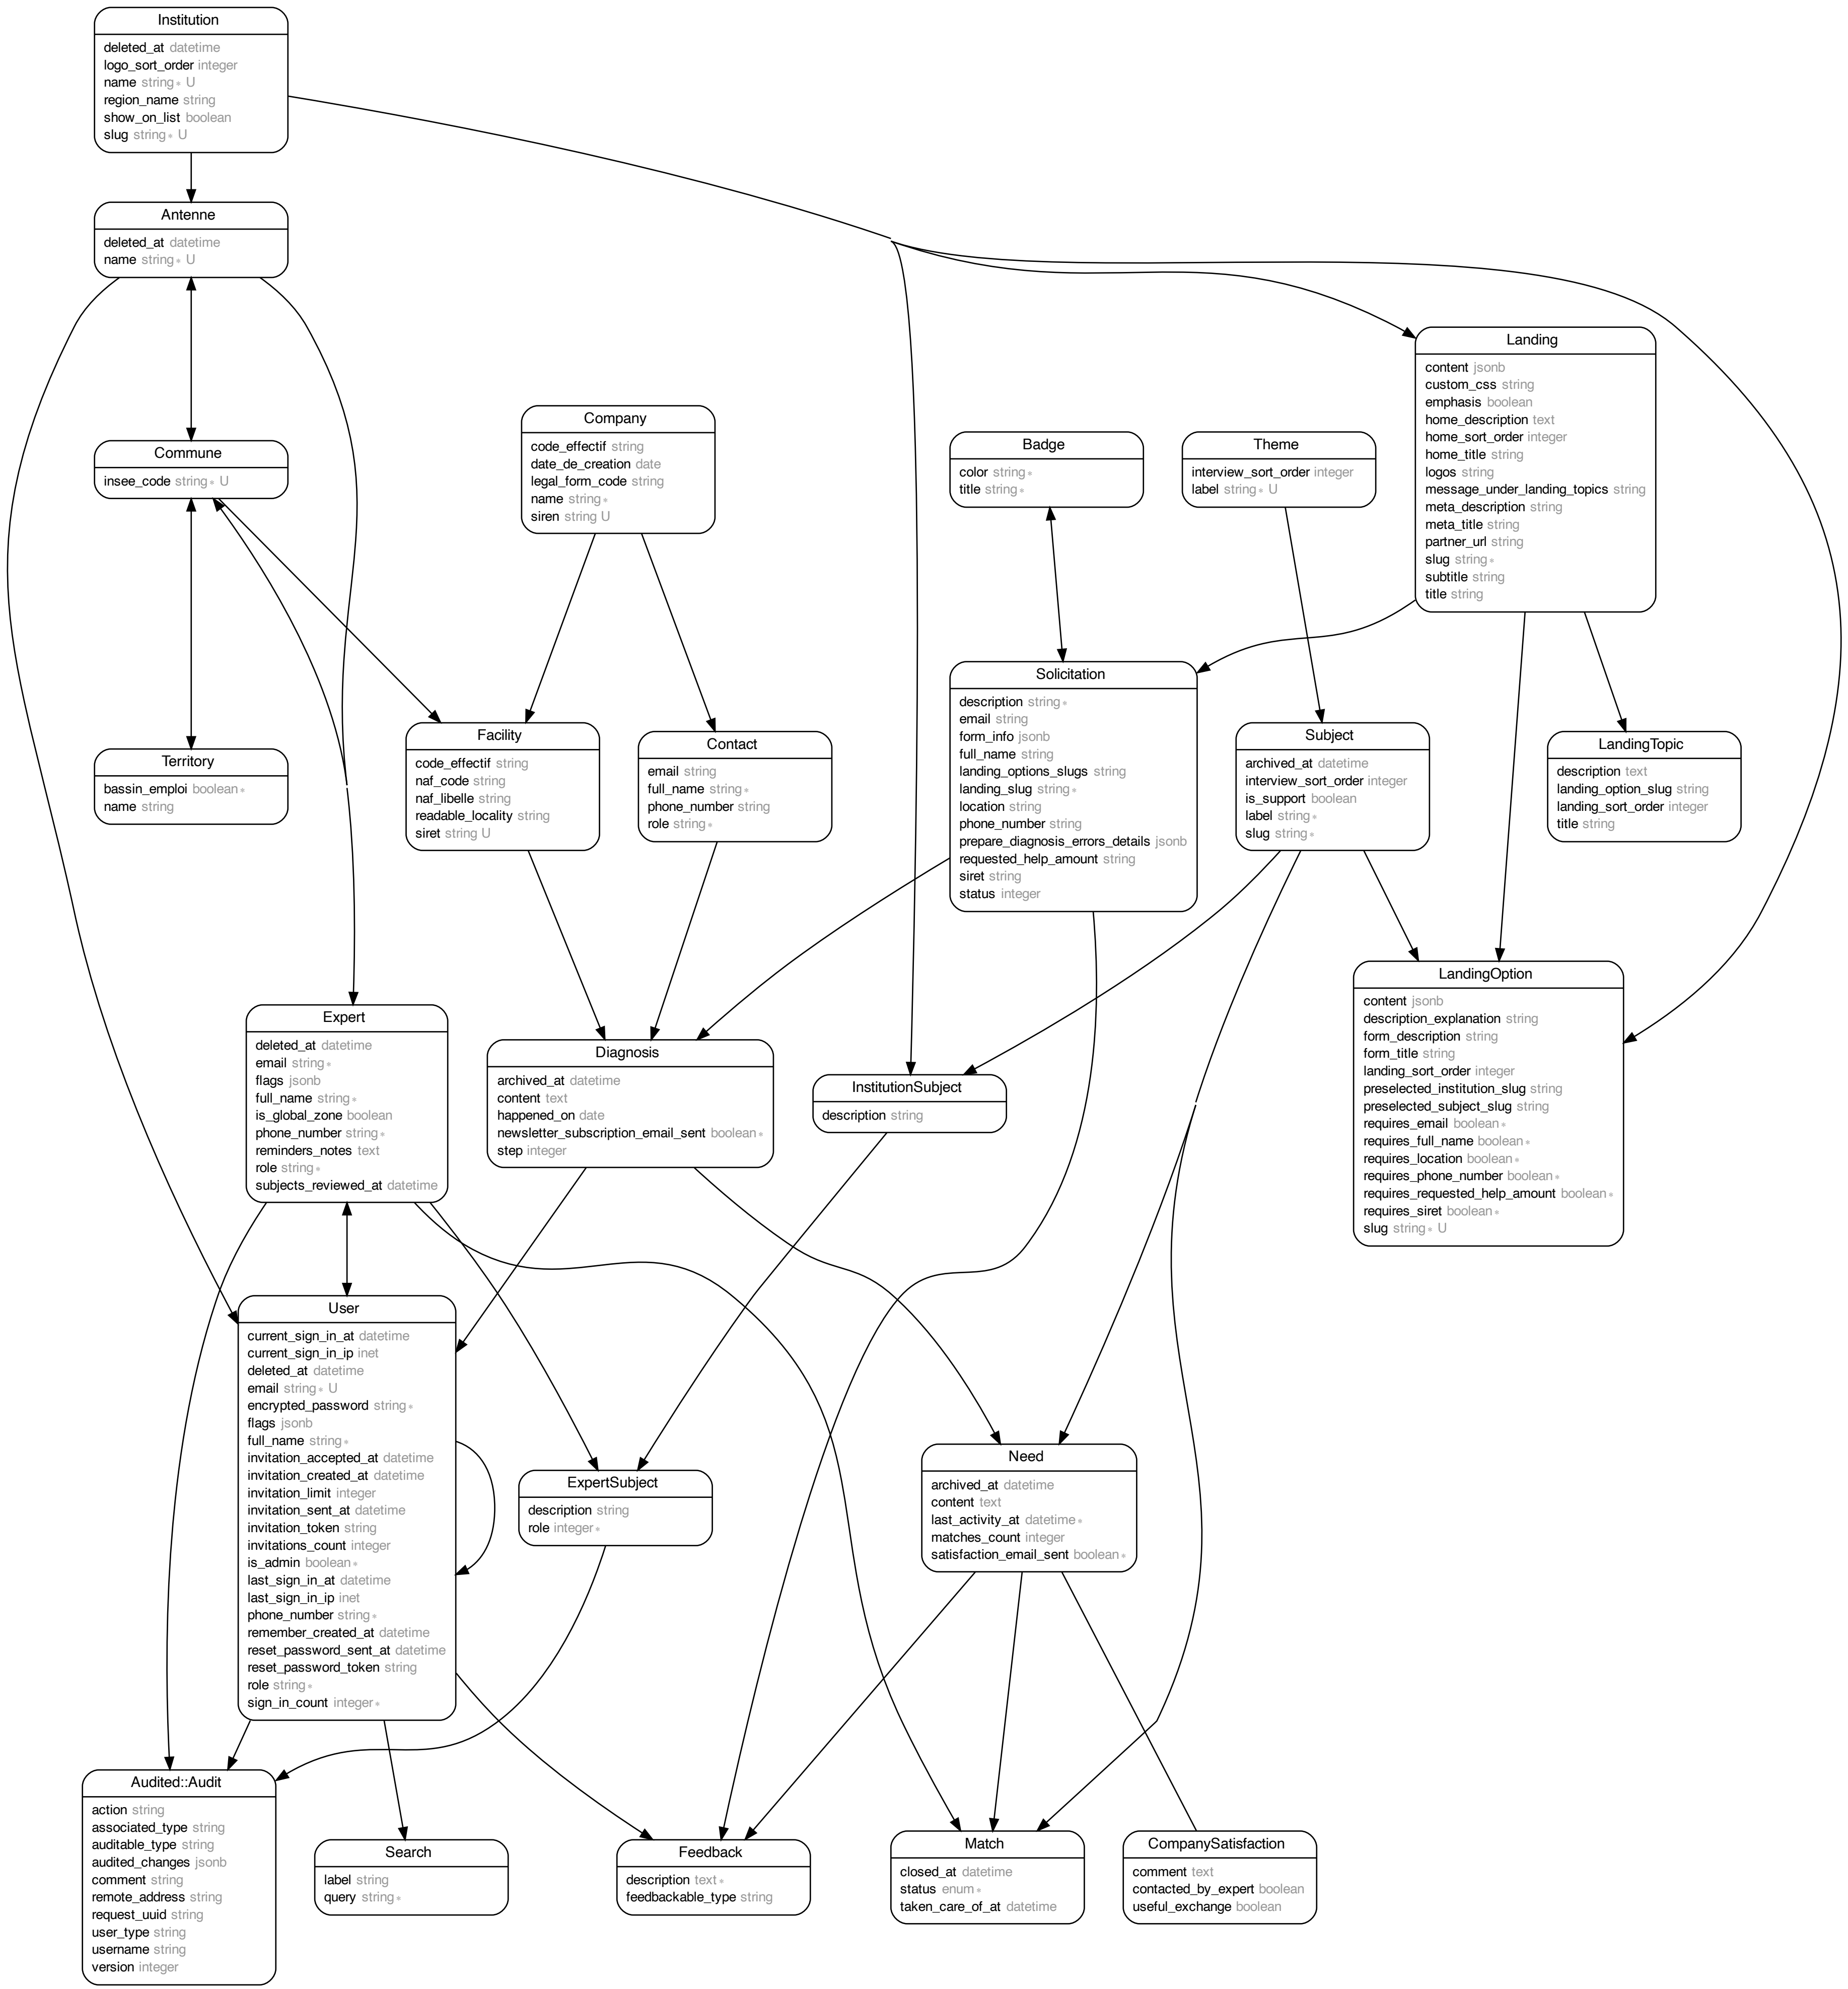 Institution
deleted_at datetime
logo_sort_order integer
name string∗ U
region_name string
show_on_list boolean
slug string∗ U
Antenne
deleted_at datetime
name string∗ U
Landing
content jsonb
custom_css string
emphasis boolean
home_description text
home_sort_order integer
home_title string
logos string
message_under_landing_topics string
meta_description string
meta_title string
partner_url string
slug string∗
subtitle string
title string
Company
code_effectif string
date_de_creation date
legal_form_code string
name string∗
siren string U
Badge
color string∗
title string∗
Theme
interview_sort_order integer
label string∗ U
Commune
insee_code string∗ U
Solicitation
description string∗
email string
form_info jsonb
full_name string
landing_options_slugs string
landing_slug string∗
location string
phone_number string
prepare_diagnosis_errors_details jsonb
requested_help_amount string
siret string
status integer
Facility
code_effectif string
naf_code string
naf_libelle string
readable_locality string
siret string U
Contact
email string
full_name string∗
phone_number string
role string∗
Subject
archived_at datetime
interview_sort_order integer
is_support boolean
label string∗
slug string∗
LandingTopic
description text
landing_option_slug string
landing_sort_order integer
title string
Territory
bassin_emploi boolean∗
name string
LandingOption
content jsonb
description_explanation string
form_description string
form_title string
landing_sort_order integer
preselected_institution_slug string
preselected_subject_slug string
requires_email boolean∗
requires_full_name boolean∗
requires_location boolean∗
requires_phone_number boolean∗
requires_requested_help_amount boolean∗
requires_siret boolean∗
slug string∗ U
Expert
deleted_at datetime
email string∗
flags jsonb
full_name string∗
is_global_zone boolean
phone_number string∗
reminders_notes text
role string∗
subjects_reviewed_at datetime
Diagnosis
archived_at datetime
content text
happened_on date
newsletter_subscription_email_sent boolean∗
step integer
InstitutionSubject
description string
User
current_sign_in_at datetime
current_sign_in_ip inet
deleted_at datetime
email string∗ U
encrypted_password string∗
flags jsonb
full_name string∗
invitation_accepted_at datetime
invitation_created_at datetime
invitation_limit integer
invitation_sent_at datetime
invitation_token string
invitations_count integer
is_admin boolean∗
last_sign_in_at datetime
last_sign_in_ip inet
phone_number string∗
remember_created_at datetime
reset_password_sent_at datetime
reset_password_token string
role string∗
sign_in_count integer∗
ExpertSubject
description string
role integer∗
Need
archived_at datetime
content text
last_activity_at datetime∗
matches_count integer
satisfaction_email_sent boolean∗
Audited::Audit
action string
associated_type string
auditable_type string
audited_changes jsonb
comment string
remote_address string
request_uuid string
user_type string
username string
version integer
Search
label string
query string∗
Feedback
description text∗
feedbackable_type string
Match
closed_at datetime
status enum∗
taken_care_of_at datetime
CompanySatisfaction
comment text
contacted_by_expert boolean
useful_exchange boolean